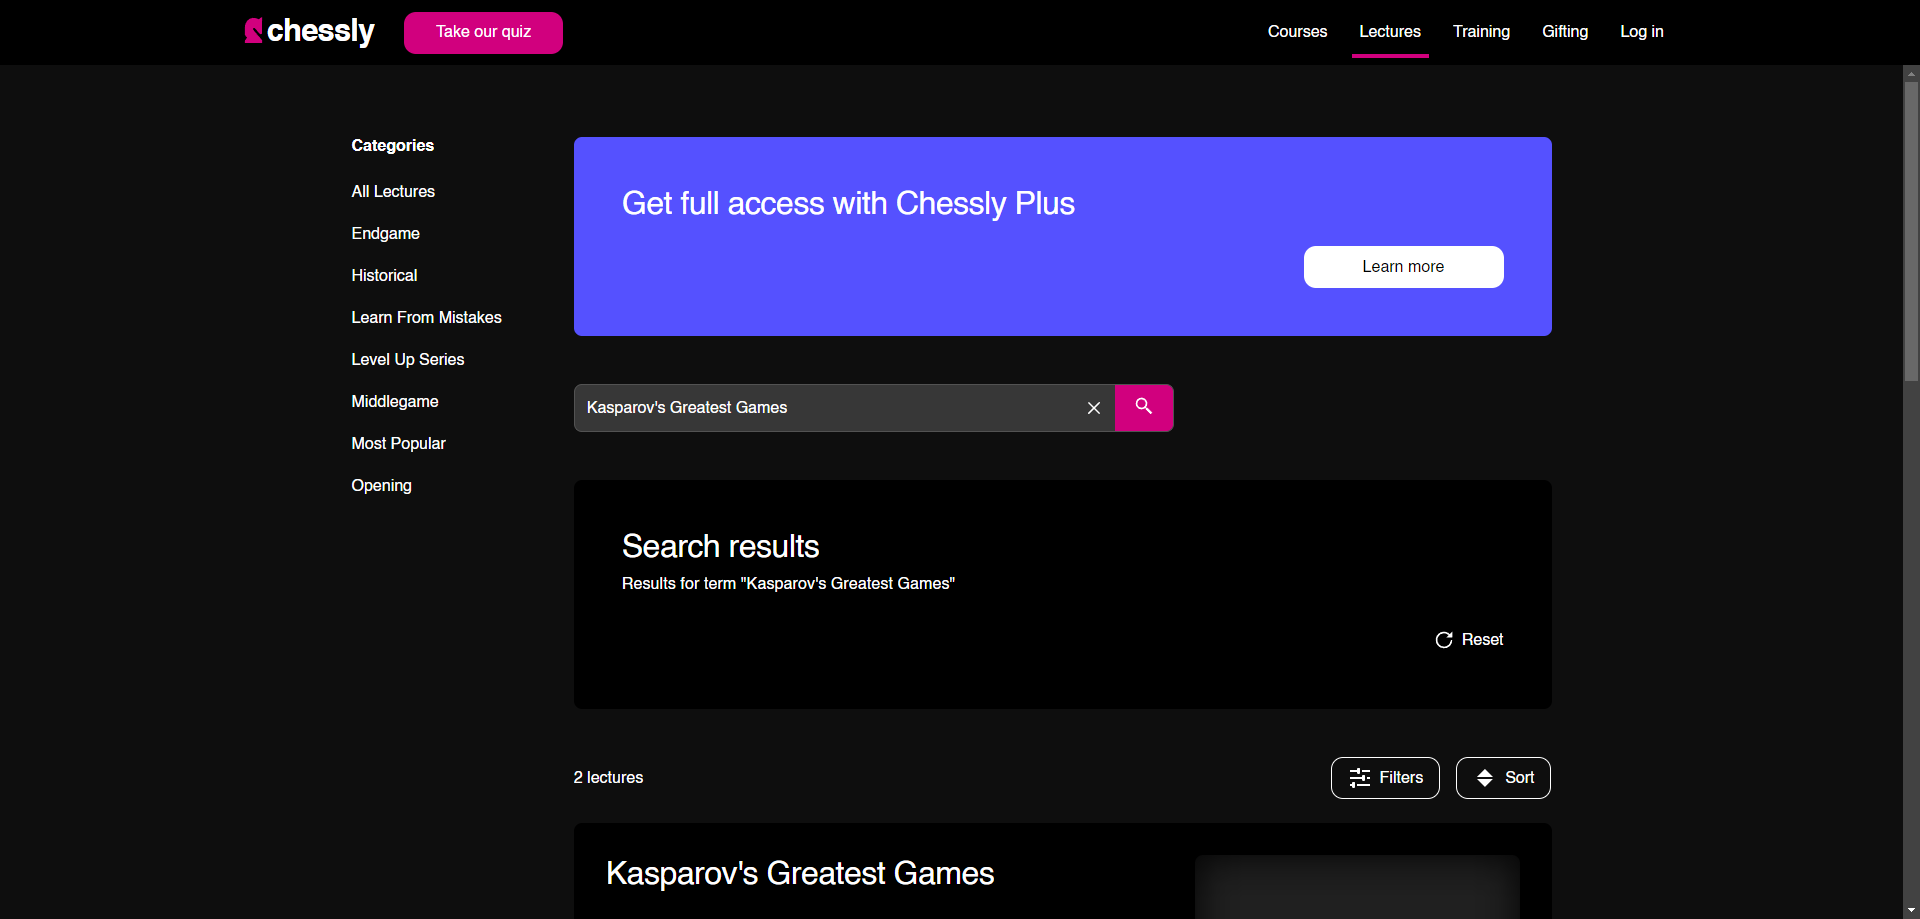 chessly
Take our quiz
Courses
Lectures
Training
Gifting
Log in
Categories
All Lectures
Endgame
Historical
Learn From Mistakes
Level Up Series
Middlegame
Most Popular
Opening
Get full access with Chessly Plus
Learn more
Kasparov's Greatest Games
Search results
Results for term "Kasparov's Greatest Games"
Reset
2 lectures
Filters
Sort
Kasparov's Greatest Games